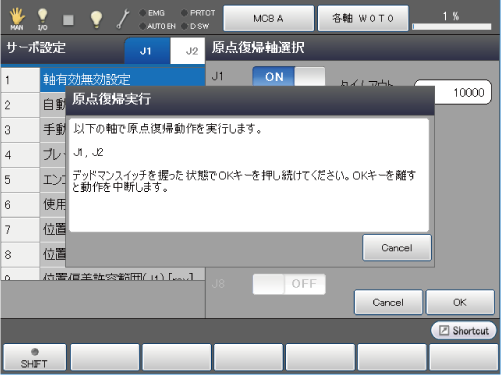 MAN
I/O
EMG
AUTO EN
PRTCT
D SW
MCB A
各軸 W 0 T 0
1 %
サーボ設定
J1
J2
原点復帰軸選択
1 軸有効無効設定
J1 ON
タイムアウト
10000
2 自動
3 手動
4 ブレー
5 エンコ
6 使用
7 位置
8 位置
9 位置偏差許容範囲(J1) [rev]
原点復帰実行
以下の軸で原点復帰動作を実行します。
J1, J2
デッドマンスイッチを握った状態でOKキーを押し続けてください。OKキーを離す
と動作を中断します。
Cancel
J8 OFF
Cancel
OK
Shortcut
SHIFT